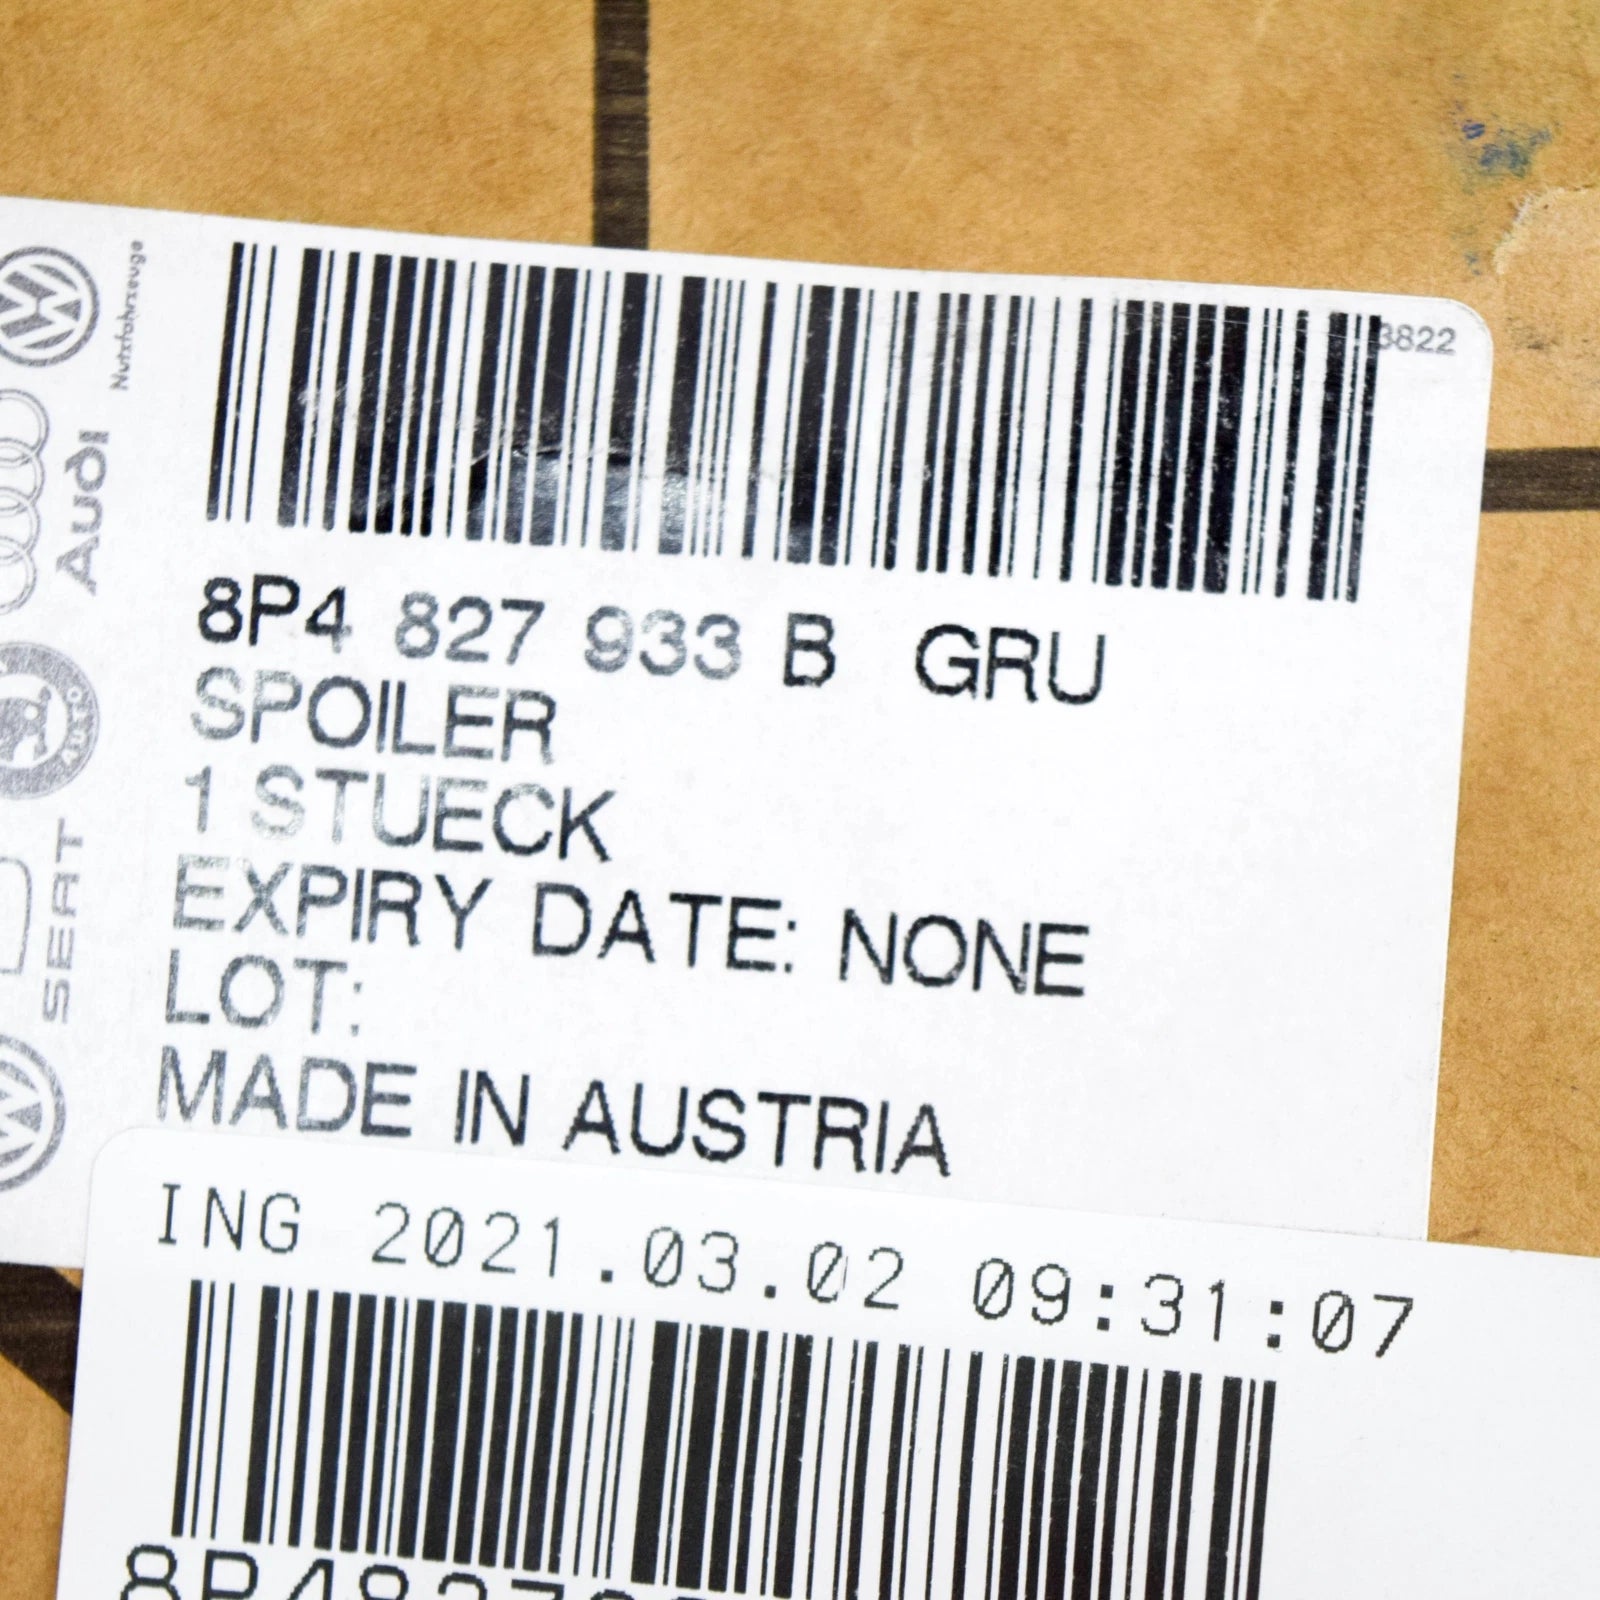 Nutzfahrzeuge
Audi
AUTO
SEAT
3822
8P4 827 933 B GRU
SPOILER
1 STUECK
EXPIRY DATE: NONE
LOT:
MADE IN AUSTRIA
ING 2021.03.02 09:31:07